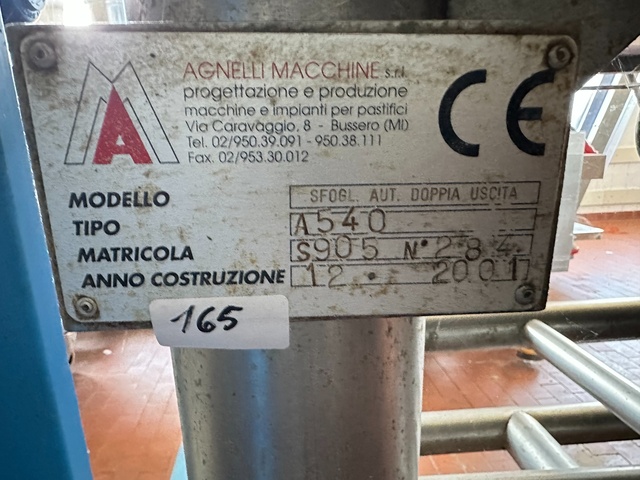 AGNELLI MACCHINE s.r.l.
progettazione e produzione
macchine e impianti per pastifici
Via Caravaggio, 8 - Bussero (MI)
Tel. 02/950.39.091 - 950.38.111
Fax. 02/953.30.012
MA
CE
MODELLO SFOGL. AUT. DOPPIA USCITA
TIPO A540
MATRICOLA S905 N° 284
ANNO COSTRUZIONE 12 • 2001
165